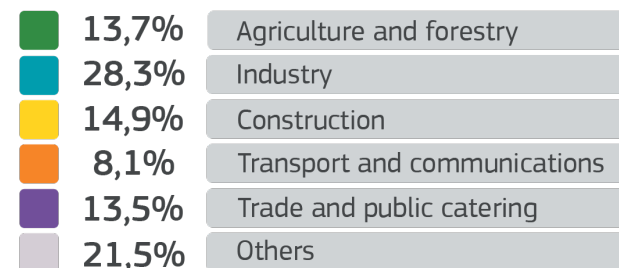 13,7% Agriculture and forestry
28,3% Industry
14,9% Construction
8,1% Transport and communications
13,5% Trade and public catering
21,5% Others